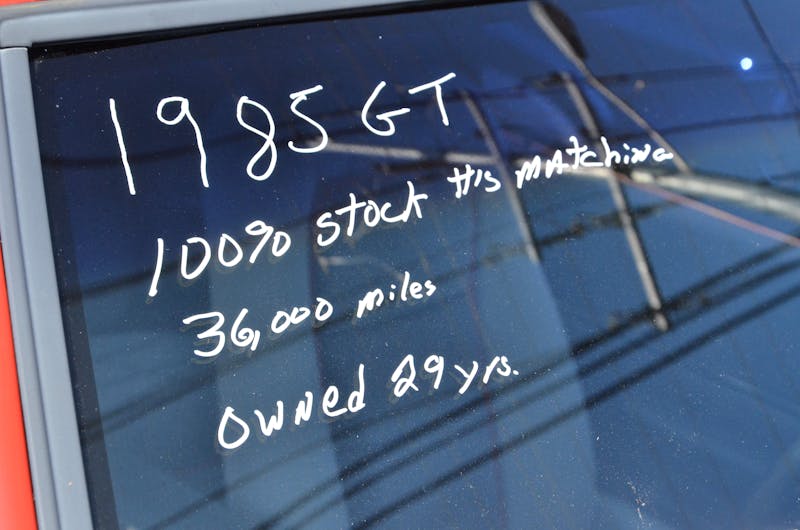 1985 GT
100% stock #'s MAtching
36,000 miles
OWNed 29 yrs.